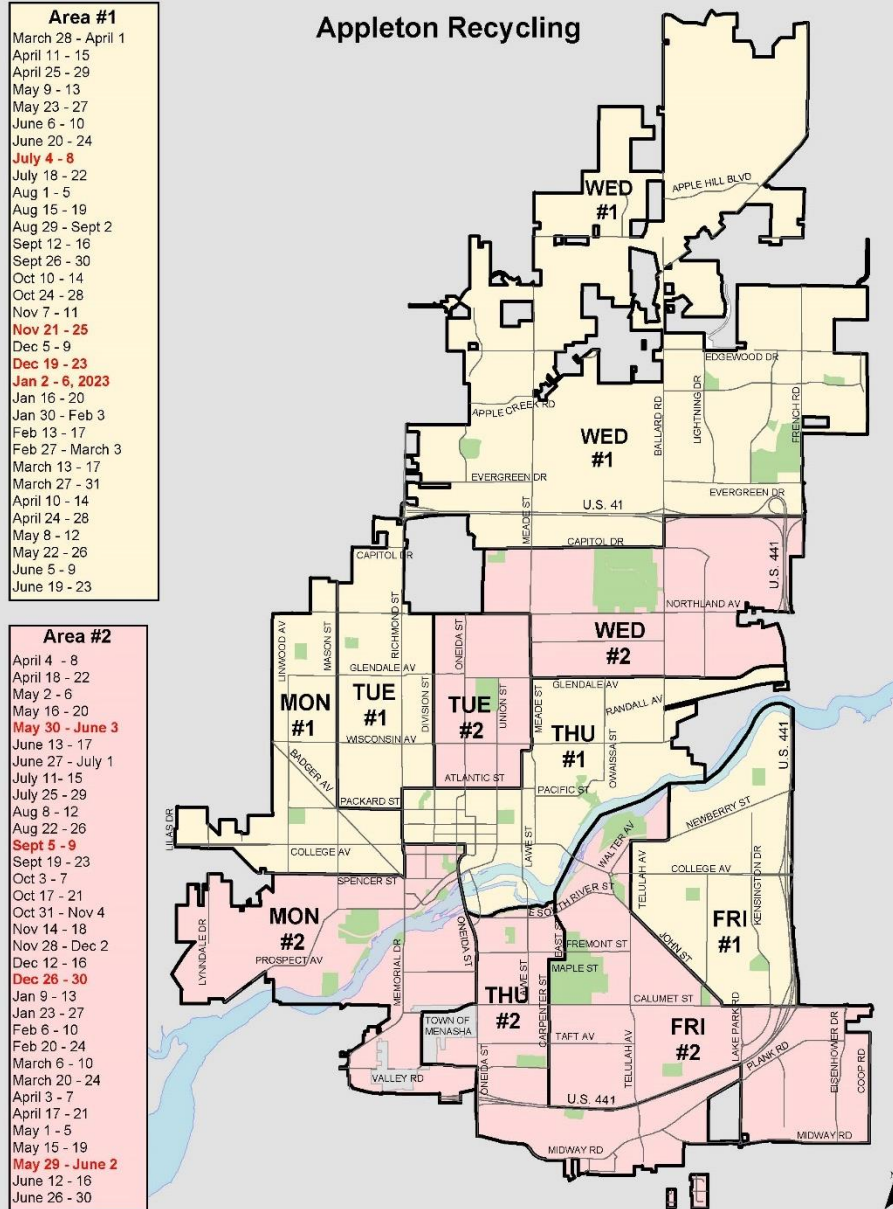 Appleton Recycling
Area #1
March 28 - April 1
April 11 - 15
April 25 - 29
May 9 - 13
May 23 - 27
June 6 - 10
June 20 - 24
July 4 - 8
July 18 - 22
Aug 1 - 5
Aug 15 - 19
Aug 29 - Sept 2
Sept 12 - 16
Sept 26 - 30
Oct 10 - 14
Oct 24 - 28
Nov 7 - 11
Nov 21 - 25
Dec 5 - 9
Dec 19 - 23
Jan 2 - 6, 2023
Jan 16 - 20
Jan 30 - Feb 3
Feb 13 - 17
Feb 27 - March 3
March 13 - 17
March 27 - 31
April 10 - 14
April 24 - 28
May 8 - 12
May 22 - 26
June 5 - 9
June 19 - 23
Area #2
April 4 - 8
April 18 - 22
May 2 - 6
May 16 - 20
May 30 - June 3
June 13 - 17
June 27 - July 1
July 11- 15
July 25 - 29
Aug 8 - 12
Aug 22 - 26
Sept 5 - 9
Sept 19 - 23
Oct 3 - 7
Oct 17 - 21
Oct 31 - Nov 4
Nov 14 - 18
Nov 28 - Dec 2
Dec 12 - 16
Dec 26 - 30
Jan 9 - 13
Jan 23 - 27
Feb 6 - 10
Feb 20 - 24
March 6 - 10
March 20 - 24
April 3 - 7
April 17 - 21
May 1 - 5
May 15 - 19
May 29 - June 2
June 12 - 16
June 26 - 30
WED
#1
APPLE HILL BLVD
EDGEWOOD DR
APPLE CREEK RD
BALLARD RD
LIGHTNING DR
FRENCH RD
WED
#1
EVERGREEN DR
EVERGREEN DR
U.S. 41
MEADE ST
CAPITOL DR
CAPITOL DR
U.S. 441
RICHMOND ST
NORTHLAND AV
LINWOOD AV
MASON ST
ONEIDA ST
WED
#2
GLENDALE AV
GLENDALE AV
MON
#1
TUE
#1
DIVISION ST
TUE
#2
UNION ST
MEADE ST
RANDALL AV
THU
#1
OWAISSA ST
WISCONSIN AV
BADGER AV
ATLANTIC ST
PACIFIC ST
PACKARD ST
U.S. 441
NEWBERRY ST
LILAS DR
COLLEGE AV
LAWE ST
WALTER AV
TELULAH AV
COLLEGE AV
KENSINGTON DR
SPENCER ST
E SOUTH RIVER ST
MON
#2
FRI
#1
LYNNDALE DR
PROSPECT AV
MEMORIAL DR
ONEIDA ST
LAWE ST
EAST ST
FREMONT ST
JOHN ST
MAPLE ST
THU
#2
CARPENTER ST
CALUMET ST
TOWN OF
MENASHA
TAFT AV
TELULAH AV
FRI
#2
LAKE PARK RD
PLANK RD
EISENHOWER DR
COOP RD
VALLEY RD
ONEIDA ST
U.S. 441
MIDWAY RD
MIDWAY RD